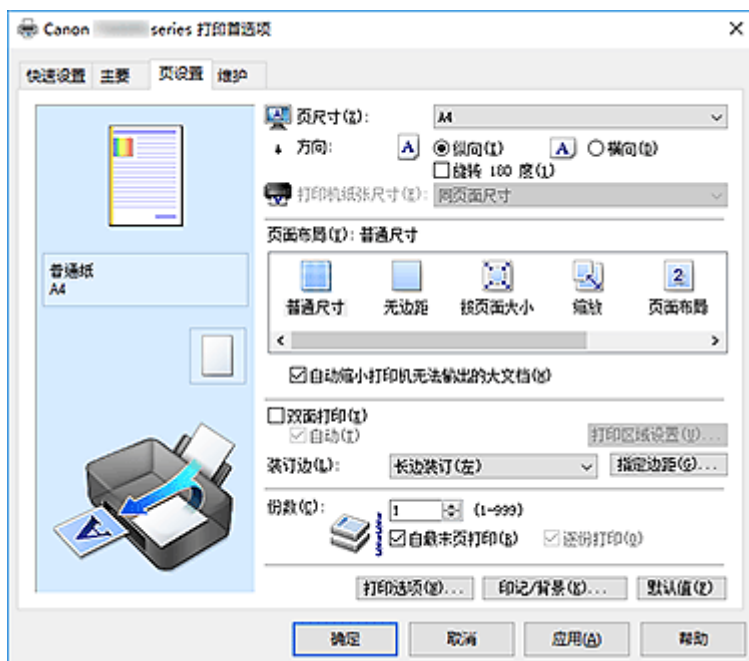 Canon series 打印首选项
快速设置 主要 页设置 维护
页尺寸(Z): A4
方向: A 纵向(I) A 横向(D)
旋转 180 度(1)
打印机纸张尺寸(E): 同页面尺寸
页面布局(Y): 普通尺寸
普通纸
A4
2
普通尺寸 无边距 按页面大小 缩放 页面布局
自动缩小打印机无法输出的大文档(W)
双面打印(X)
自动(T) 打印区域设置(U)...
装订边(L): 长边装订(左) 指定边距(G)...
份数(C): 1 (1-999)
自最末页打印(B) 逐份打印(O)
A
打印选项(N)... 印记/背景(K)... 默认值(F)
确定 取消 应用(A) 帮助